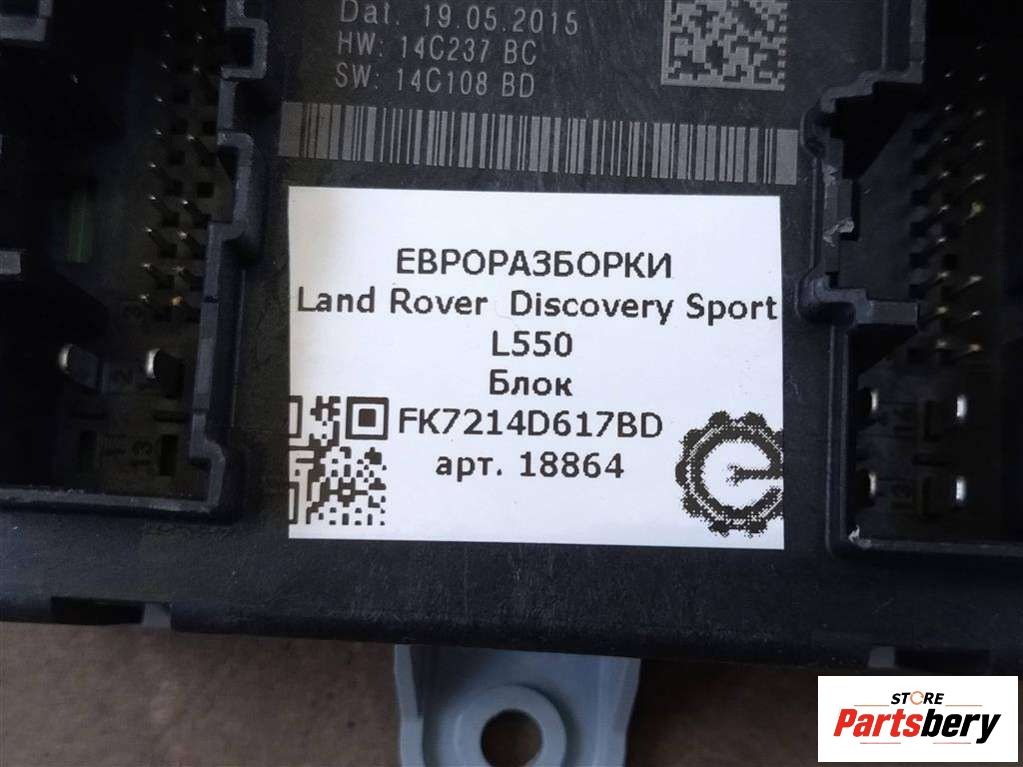 Dat. 19.05.2015
HW: 14C237 BC
SW: 14C108 BD
ЕВРОРАЗБОРКИ
Land Rover Discovery Sport
L550
Блок
FK7214D617BD
арт. 18864
STORE
Partsbery